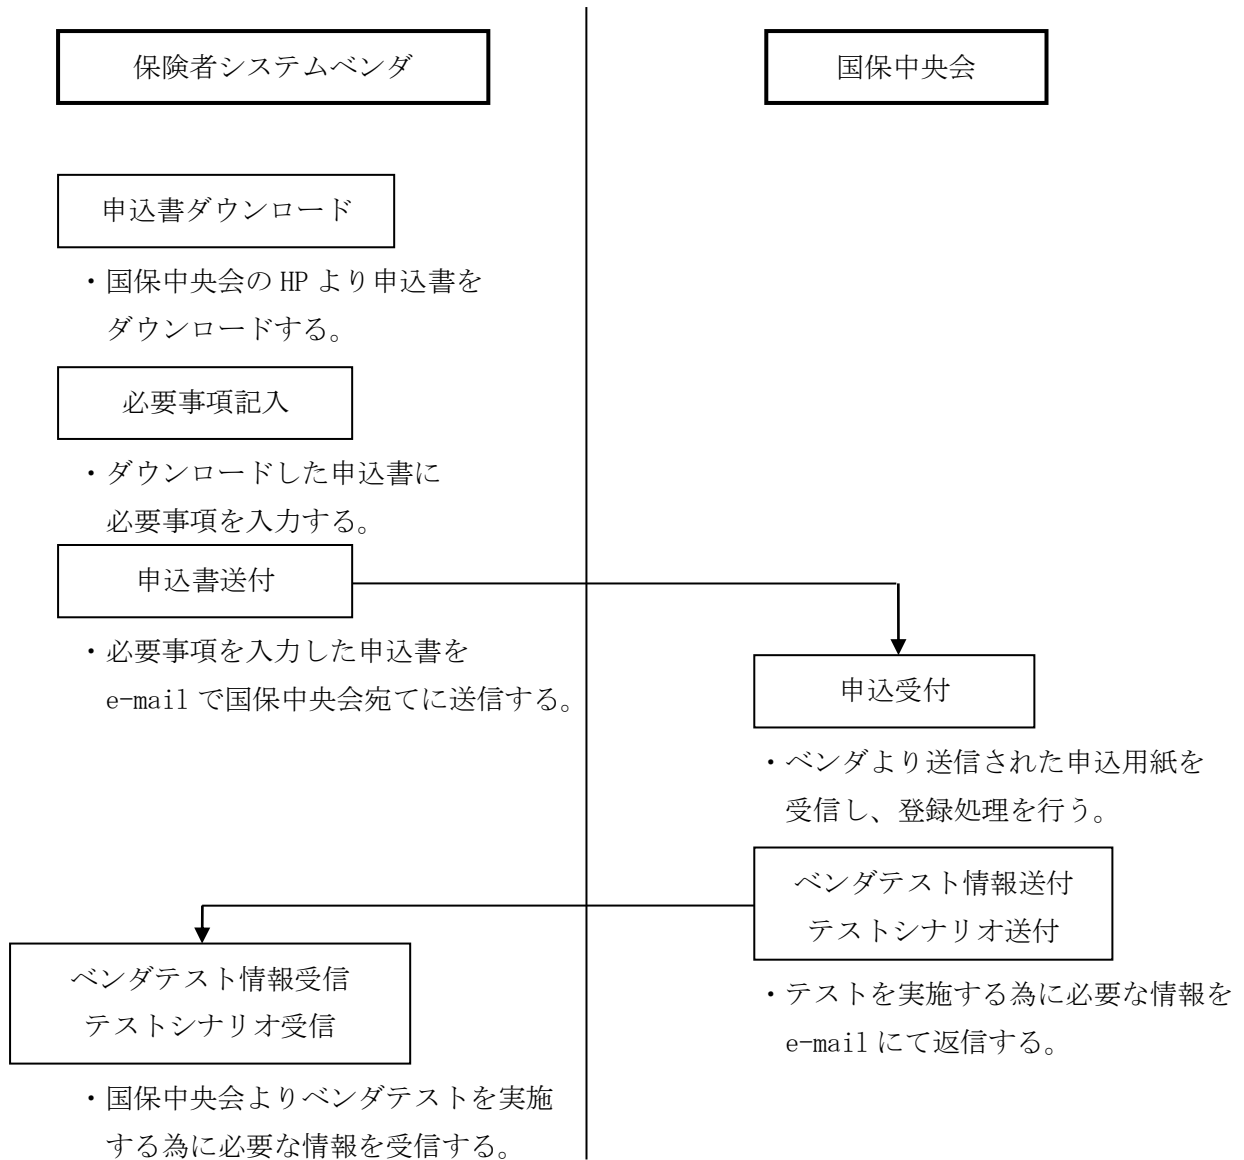 保険者システムベンダ
国保中央会
申込書ダウンロード
・国保中央会の HP より申込書を
ダウンロードする。
必要事項記入
・ダウンロードした申込書に
必要事項を入力する。
申込書送付
・必要事項を入力した申込書を
e-mail で国保中央会宛てに送信する。
申込受付
・ベンダより送信された申込用紙を
受信し、登録処理を行う。
ベンダテスト情報送付
テストシナリオ送付
・テストを実施する為に必要な情報を
e-mail にて返信する。
ベンダテスト情報受信
テストシナリオ受信
・国保中央会よりベンダテストを実施
する為に必要な情報を受信する。